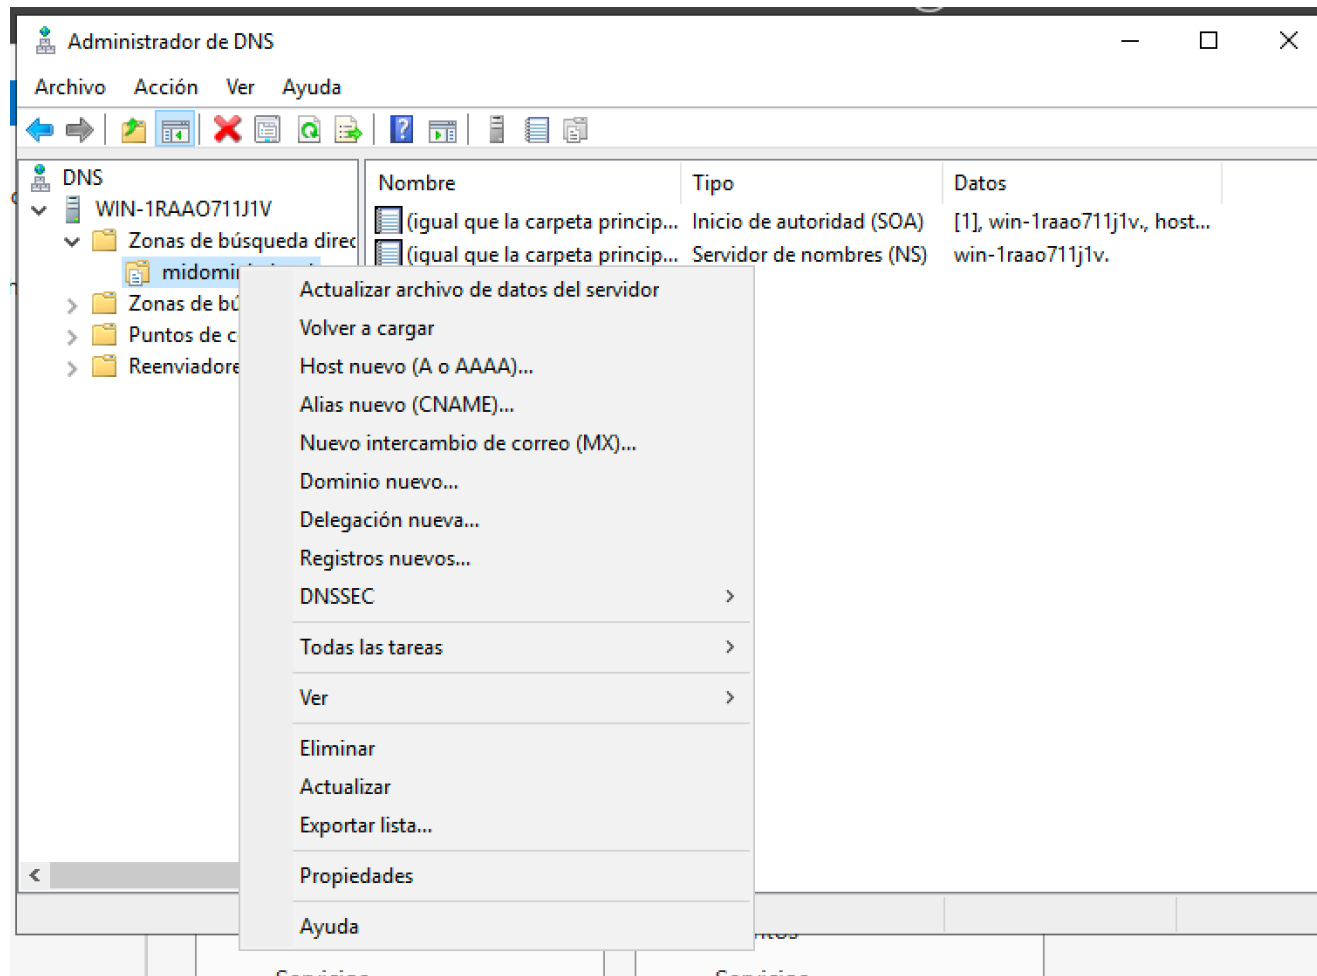 Administrador de DNS
Archivo Acción Ver Ayuda
DNS
WIN-1RAAO711J1V
Zonas de búsqueda direc
Zonas de
Puntos de
Nombre Tipo Datos
(igual que la carpeta princip... Inicio de autoridad (SOA) [1], win-1raao711j1v., host...
(igual que la carpeta princip... Servidor de nombres (NS) win-1raao711j1v.
Actualizar archivo de datos del servidor
Volver a cargar
Host nuevo (A o AAAA)...
Alias nuevo (CNAME)...
Nuevo intercambio de correo (MX)...
Dominio nuevo...
Delegación nueva...
Registros nuevos...
DNSSEC
Todas las tareas
Ver
Eliminar
Actualizar
Exportar lista...
Propiedades
Ayuda